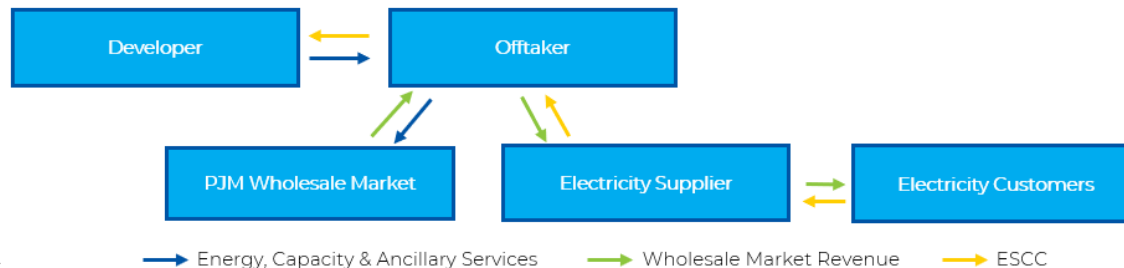 Developer
Offtaker
PJM Wholesale Market
Electricity Supplier
Electricity Customers
Energy, Capacity & Ancillary Services
Wholesale Market Revenue
ESCC